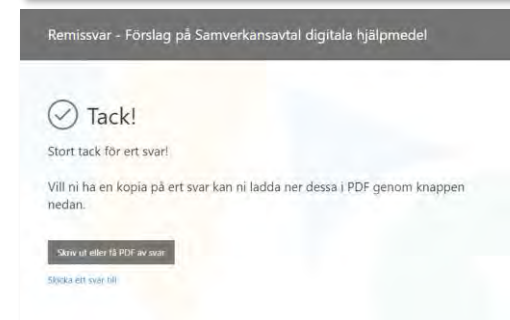 Remissvar - Förslag på Samverkansavtal digitala hjälpmedel
Tack!
Stort tack för ert svar!
Vill ni ha en kopia på ert svar kan ni ladda ner dessa i PDF genom knappen
nedan.
Skriv ut eller få PDF av svar
Skicka ett svar till